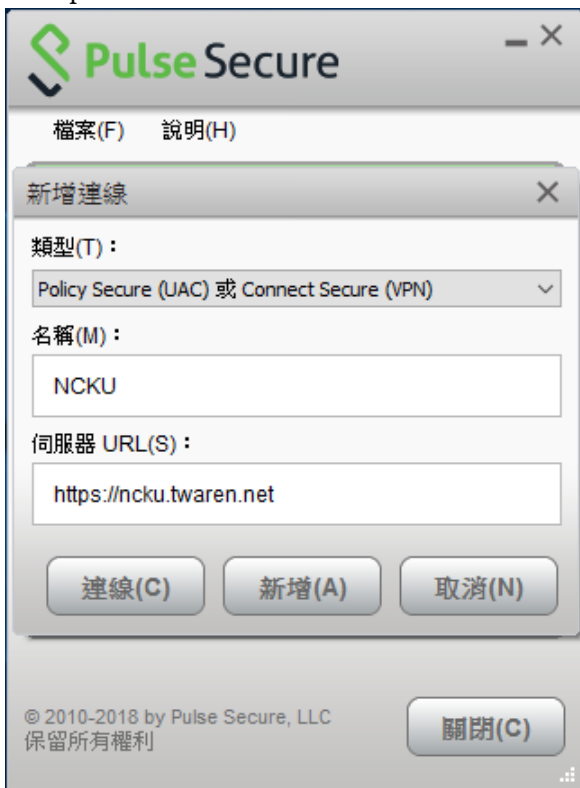 Pulse Secure
檔案(F) 說明(H)
新增連線
類型(T)：
Policy Secure (UAC) 或 Connect Secure (VPN)
名稱(M)：
NCKU
伺服器 URL(S)：
https://ncku.twaren.net
連線(C) 新增(A) 取消(N)
© 2010-2018 by Pulse Secure, LLC
保留所有權利
關閉(C)